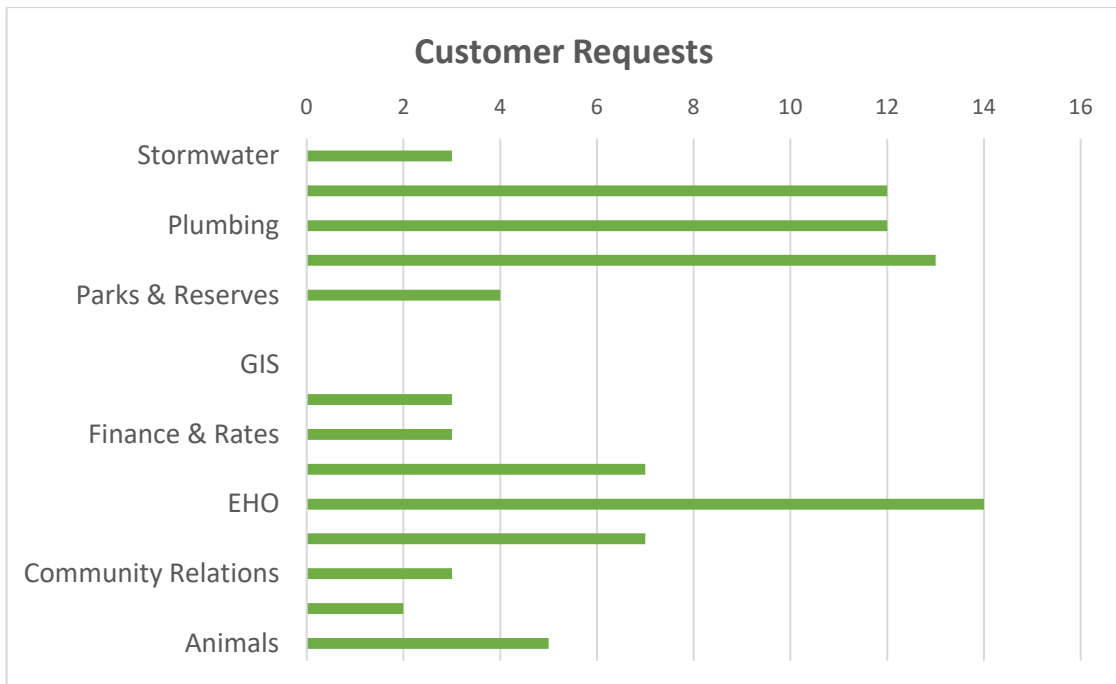 Customer Requests
0 2 4 6 8 10 12 14 16
Stormwater
Plumbing
Parks & Reserves
GIS
Finance & Rates
EHO
Community Relations
Animals